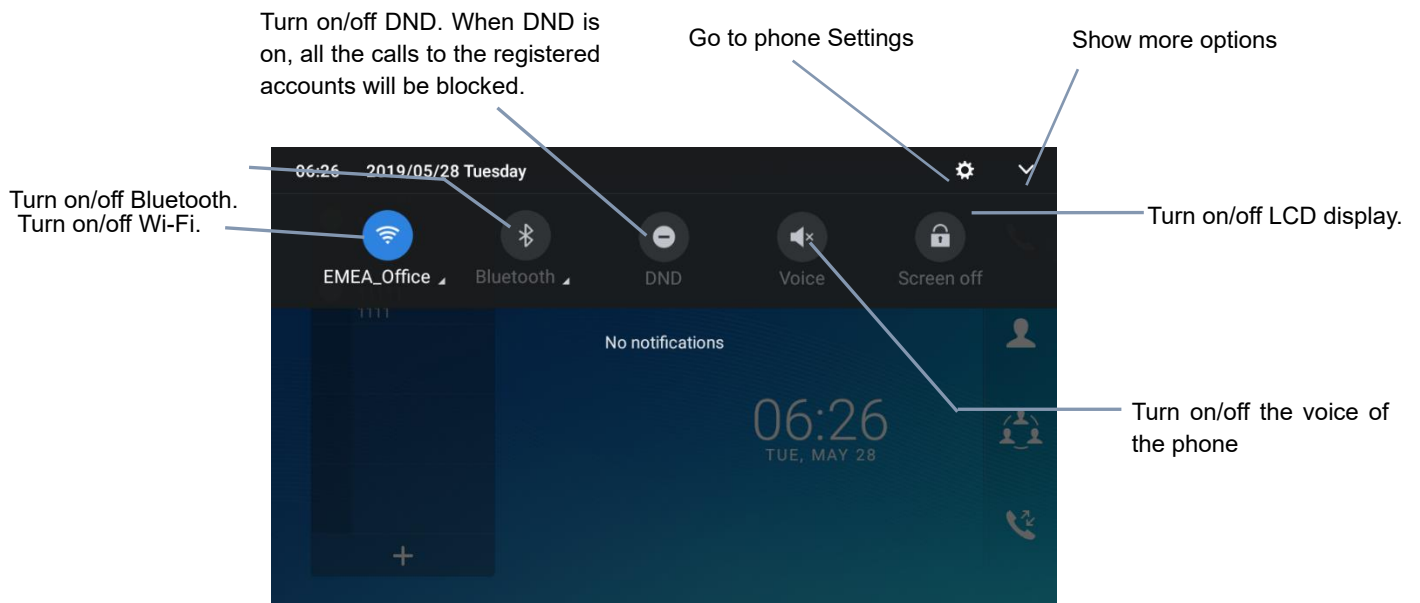 Turn on/off DND. When DND is
on, all the calls to the registered
accounts will be blocked.
Go to phone Settings
Show more options
06:26 2019/05/28 Tuesday
Turn on/off Bluetooth.
Turn on/off Wi-Fi.
Turn on/off LCD display.
EMEA_Office
Bluetooth
DND
Voice
Screen off
1111
No notifications
06:26
TUE, MAY 28
Turn on/off the voice of
the phone